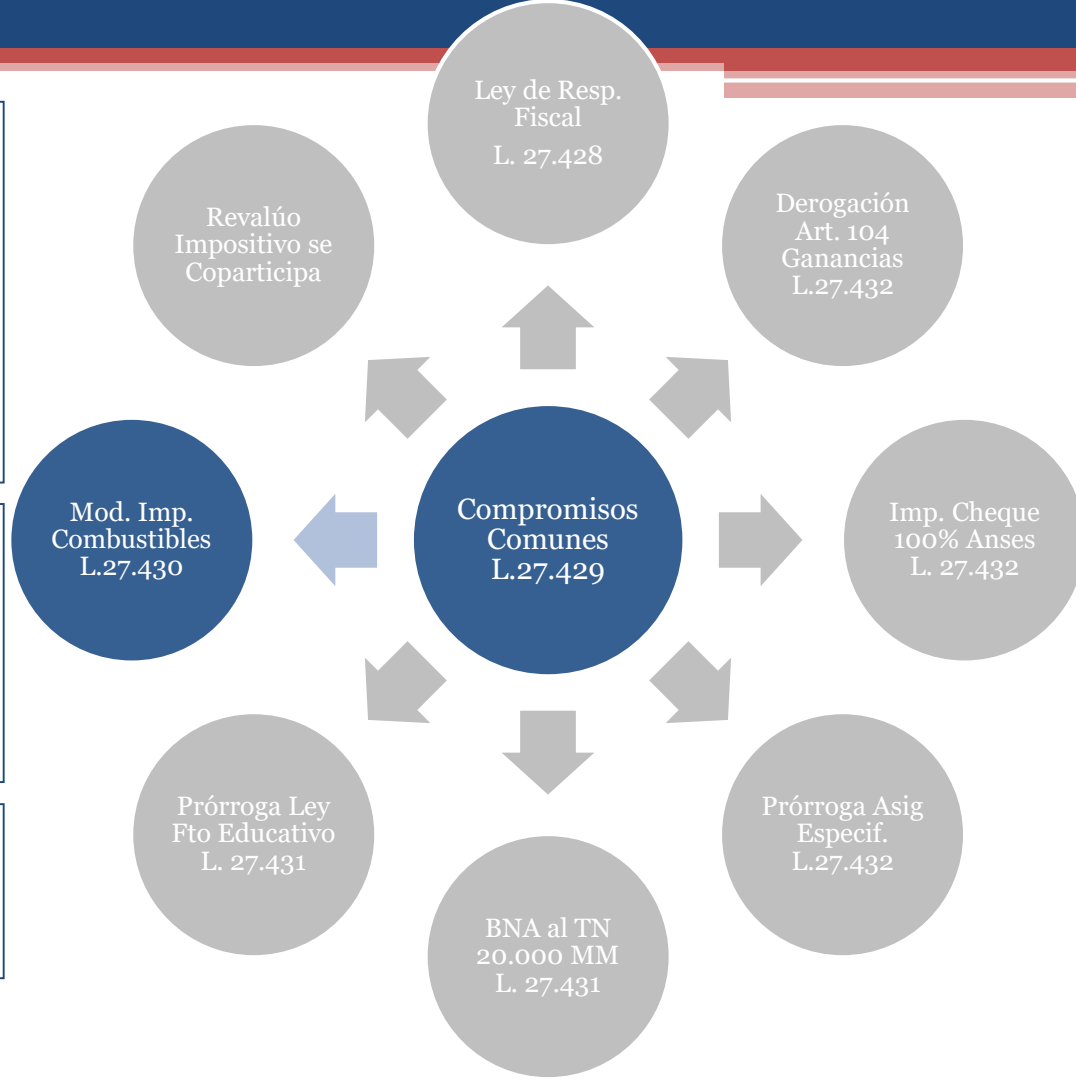 Ley de Resp.
Fiscal
L. 27.428
Revalúo
Impositivo se
Coparticipa
Derogación
Art. 104
Ganancias
L.27.432
Mod. Imp.
Combustibles
L.27.430
Compromisos
Comunes
L.27.429
Imp. Cheque
100% Anses
L. 27.432
Prórroga Ley
Fto Educativo
L. 27.431
Prórroga Asig
Especif.
L.27.432
BNA al TN
20.000 MM
L. 27.431